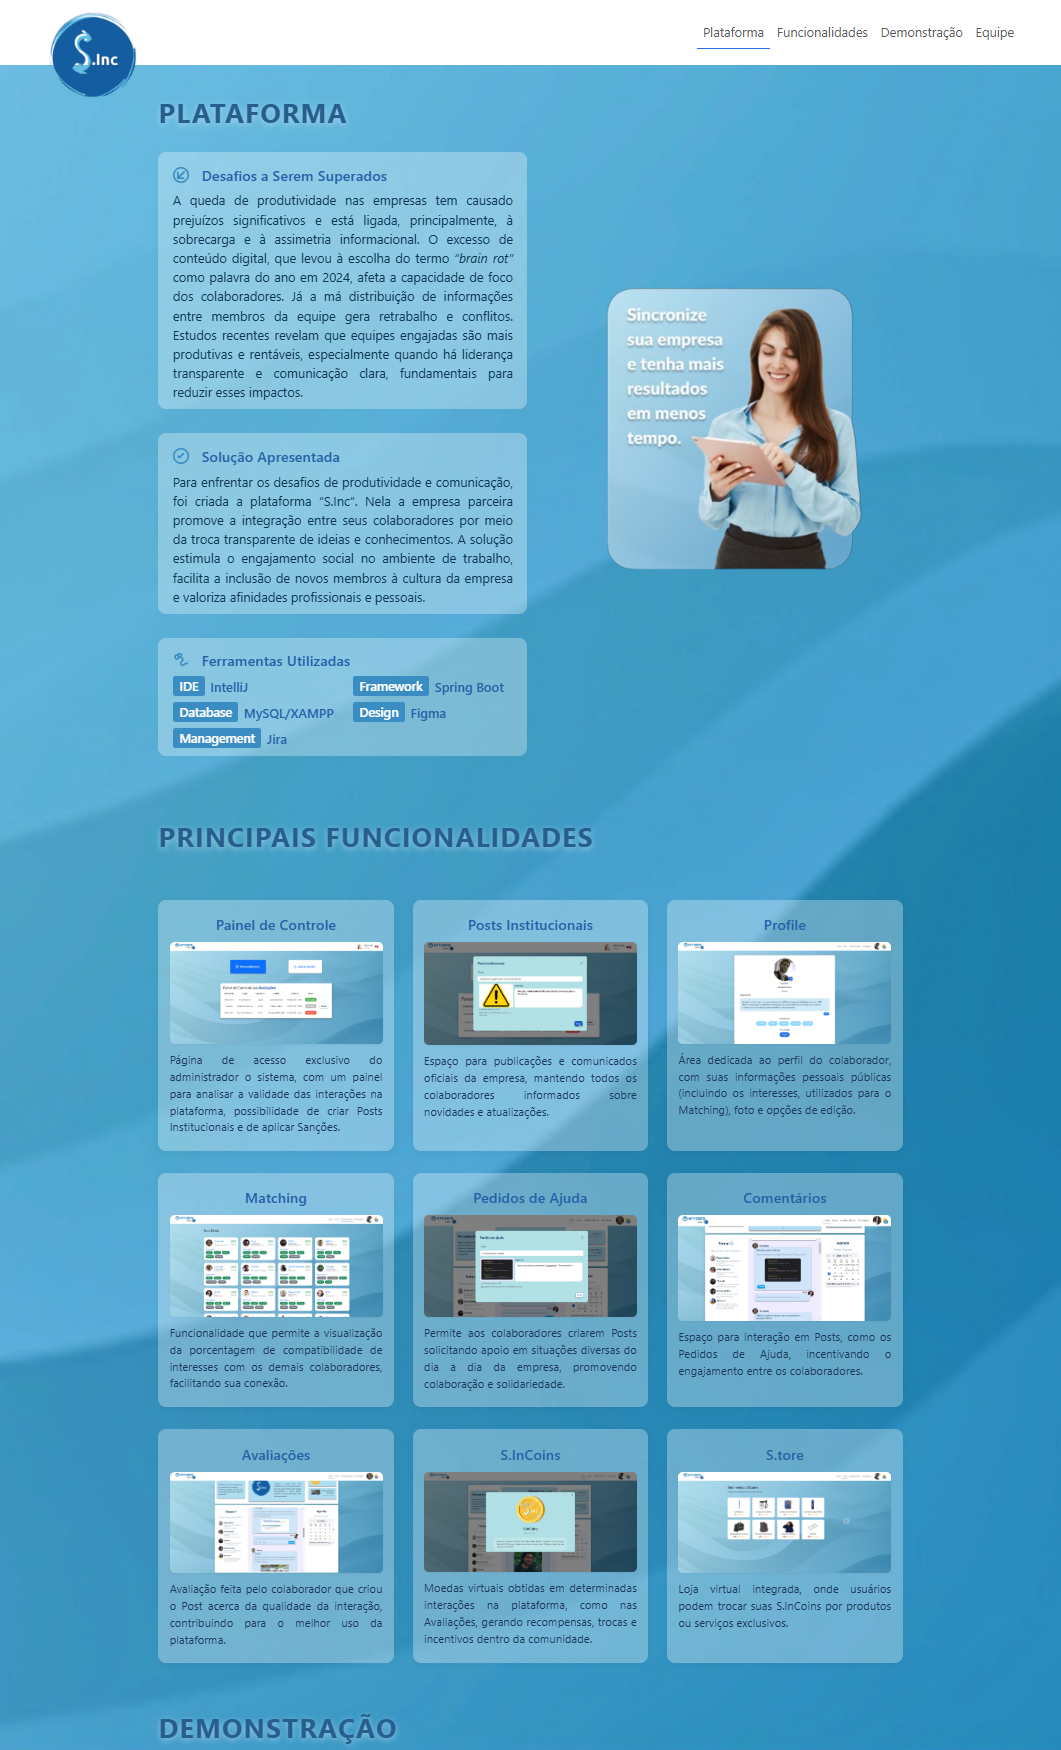 S.Inc
Plataforma Funcionalidades Demonstração Equipe
PLATAFORMA
Desafios a Serem Superados
A queda de produtividade nas empresas tem causado
prejuízos significativos e está ligada, principalmente, à
sobrecarga e à assimetria informacional. O excesso de
conteúdo digital, que levou à escolha do termo “brain rot”
como palavra do ano em 2024, afeta a capacidade de foco
dos colaboradores. Já a má distribuição de informações
entre membros da equipe gera retrabalho e conflitos.
Estudos recentes revelam que equipes engajadas são mais
produtivas e rentáveis, especialmente quando há liderança
transparente e comunicação clara, fundamentais para
reduzir esses impactos.
Sincronize
sua empresa
e tenha mais
resultados
em menos
tempo.
Solução Apresentada
Para enfrentar os desafios de produtividade e comunicação,
foi criada a plataforma “S.Inc”. Nela a empresa parceira
promove a integração entre seus colaboradores por meio
da troca transparente de ideias e conhecimentos. A solução
estimula o engajamento social no ambiente de trabalho,
facilita a inclusão de novos membros à cultura da empresa
e valoriza afinidades profissionais e pessoais.
Ferramentas Utilizadas
IDE IntelliJ Framework Spring Boot
Database MySQL/XAMPP Design Figma
Management Jira
PRINCIPAIS FUNCIONALIDADES
Painel de Controle
Página de acesso exclusivo do
administrador o sistema, com um painel
para analisar a validade das interações na
plataforma, possibilidade de criar Posts
Institucionais e de aplicar Sanções.
Posts Institucionais
Espaço para publicações e comunicados
oficiais da empresa, mantendo todos os
colaboradores informados sobre
novidades e atualizações.
Profile
Área dedicada ao perfil do colaborador,
com suas informações pessoais públicas
(incluindo os interesses, utilizados para o
Matching), foto e opções de edição.
Matching
Funcionalidade que permite a visualização
da porcentagem de compatibilidade de
interesses com os demais colaboradores,
facilitando sua conexão.
Pedidos de Ajuda
Permite aos colaboradores criarem Posts
solicitando apoio em situações diversas do
dia a dia da empresa, promovendo
colaboração e solidariedade.
Comentários
Espaço para interação em Posts, como os
Pedidos de Ajuda, incentivando o
engajamento entre os colaboradores.
Avaliações
Avaliação feita pelo colaborador que criou
o Post acerca da qualidade da interação,
contribuindo para o melhor uso da
plataforma.
S.InCoins
Moedas virtuais obtidas em determinadas
interações na plataforma, como nas
Avaliações, gerando recompensas, trocas e
incentivos dentro da comunidade.
S.tore
Loja virtual integrada, onde usuários
podem trocar suas S.InCoins por produtos
ou serviços exclusivos.
DEMONSTRAÇÃO